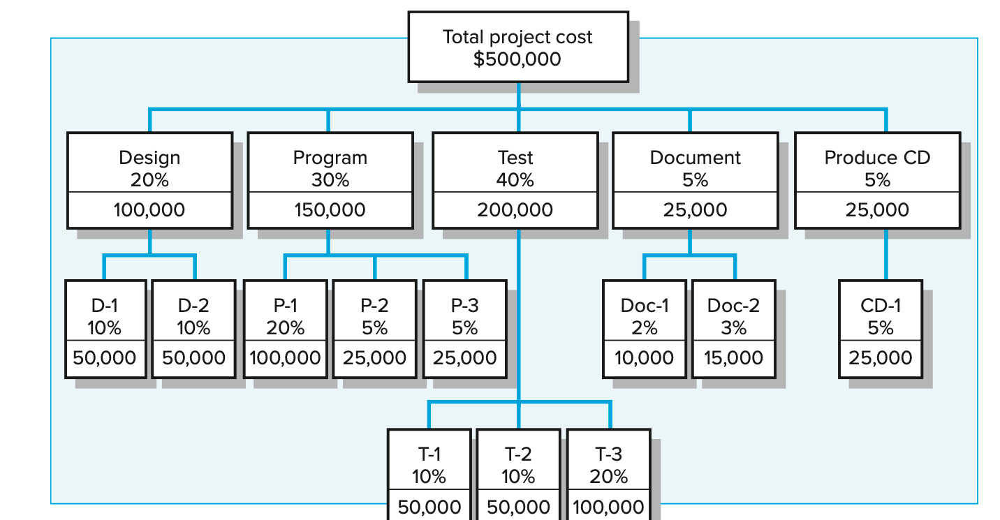 Total project cost
$500,000
Design
20%
100,000
Program
30%
150,000
Test
40%
200,000
Document
5%
25,000
Produce CD
5%
25,000
D-1
10%
50,000
D-2
10%
50,000
P-1
20%
100,000
P-2
5%
25,000
P-3
5%
25,000
Doc-1
2%
10,000
Doc-2
3%
15,000
CD-1
5%
25,000
T-1
10%
50,000
T-2
10%
50,000
T-3
20%
100,000